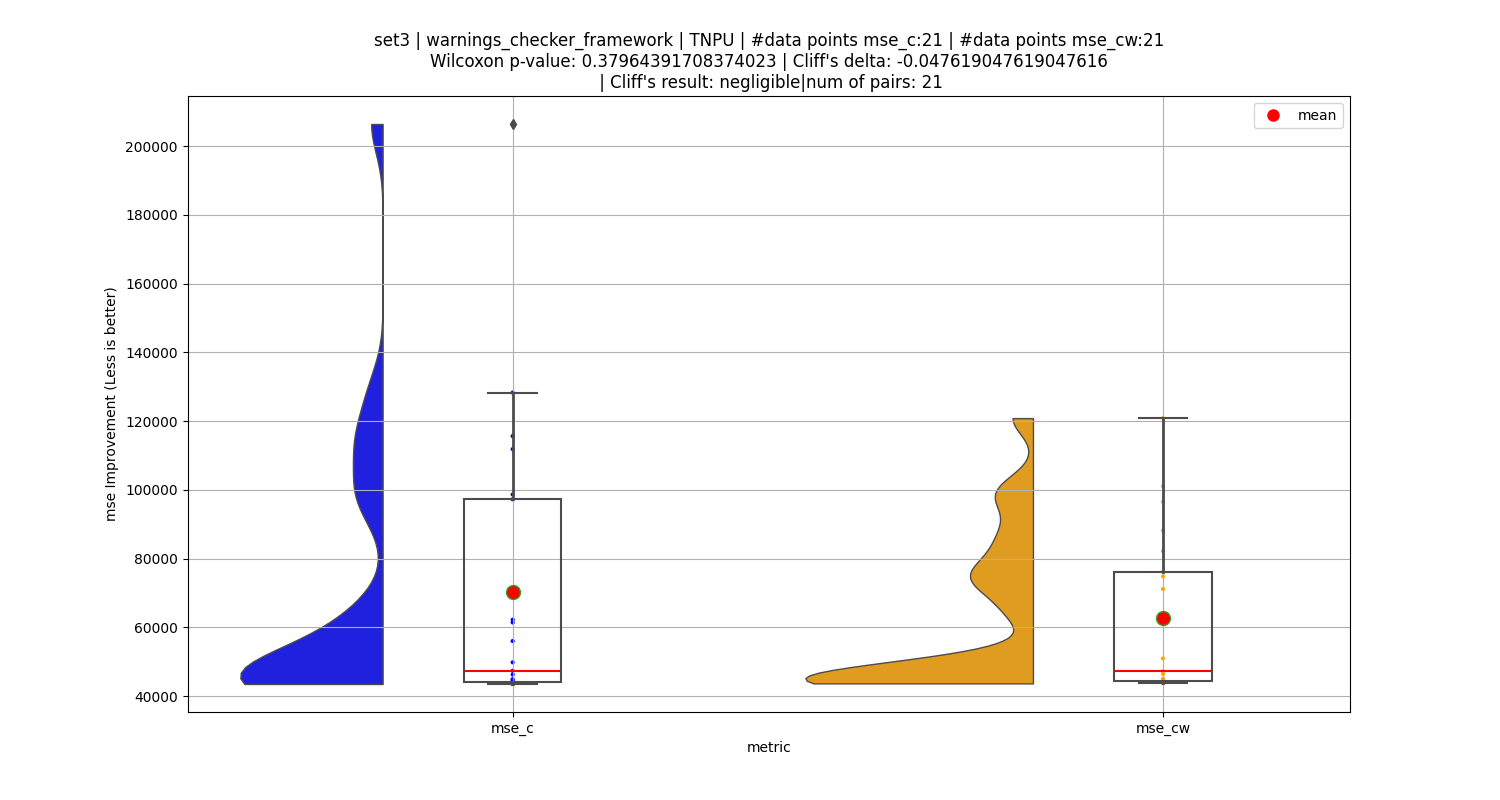 set3 | warnings_checker_framework | TNPU | #data points mse_c:21 | #data points mse_cw:21
Wilcoxon p-value: 0.37964391708374023 | Cliff's delta: -0.047619047619047616
| Cliff's result: negligible|num of pairs: 21
mean
200000
180000
160000
140000
120000
100000
80000
60000
40000
mse Improvement (Less is better)
mse_c
mse_cw
metric